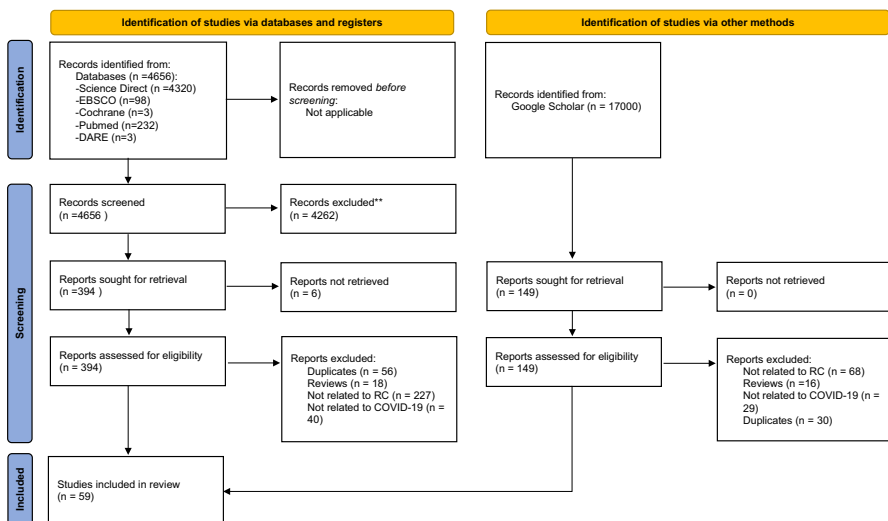 Identification of studies via databases and registers
Identification of studies via other methods
Identification
Records identified from:
Databases (n =4656):
-Science Direct (n=4320)
-EBSCO (n=98)
-Cochrane (n=3)
-Pubmed (n=232)
-DARE (n=3)
Records removed before
screening:
Not applicable
Records identified from:
Google Scholar (n = 17000)
Screening
Records screened
(n =4656 )
Records excluded**
(n = 4262)
Reports sought for retrieval
(n =394 )
Reports not retrieved
(n = 6)
Reports sought for retrieval
(n = 149)
Reports not retrieved
(n = 0)
Reports assessed for eligibility
(n = 394)
Reports excluded:
Duplicates (n = 56)
Reviews (n = 18)
Not related to RC (n = 227)
Not related to COVID-19 (n =
40)
Reports assessed for eligibility
(n = 149)
Reports excluded:
Not related to RC (n = 68)
Reviews (n =16)
Not related to COVID-19 (n =
29)
Duplicates (n = 30)
Included
Studies included in review
(n = 59)